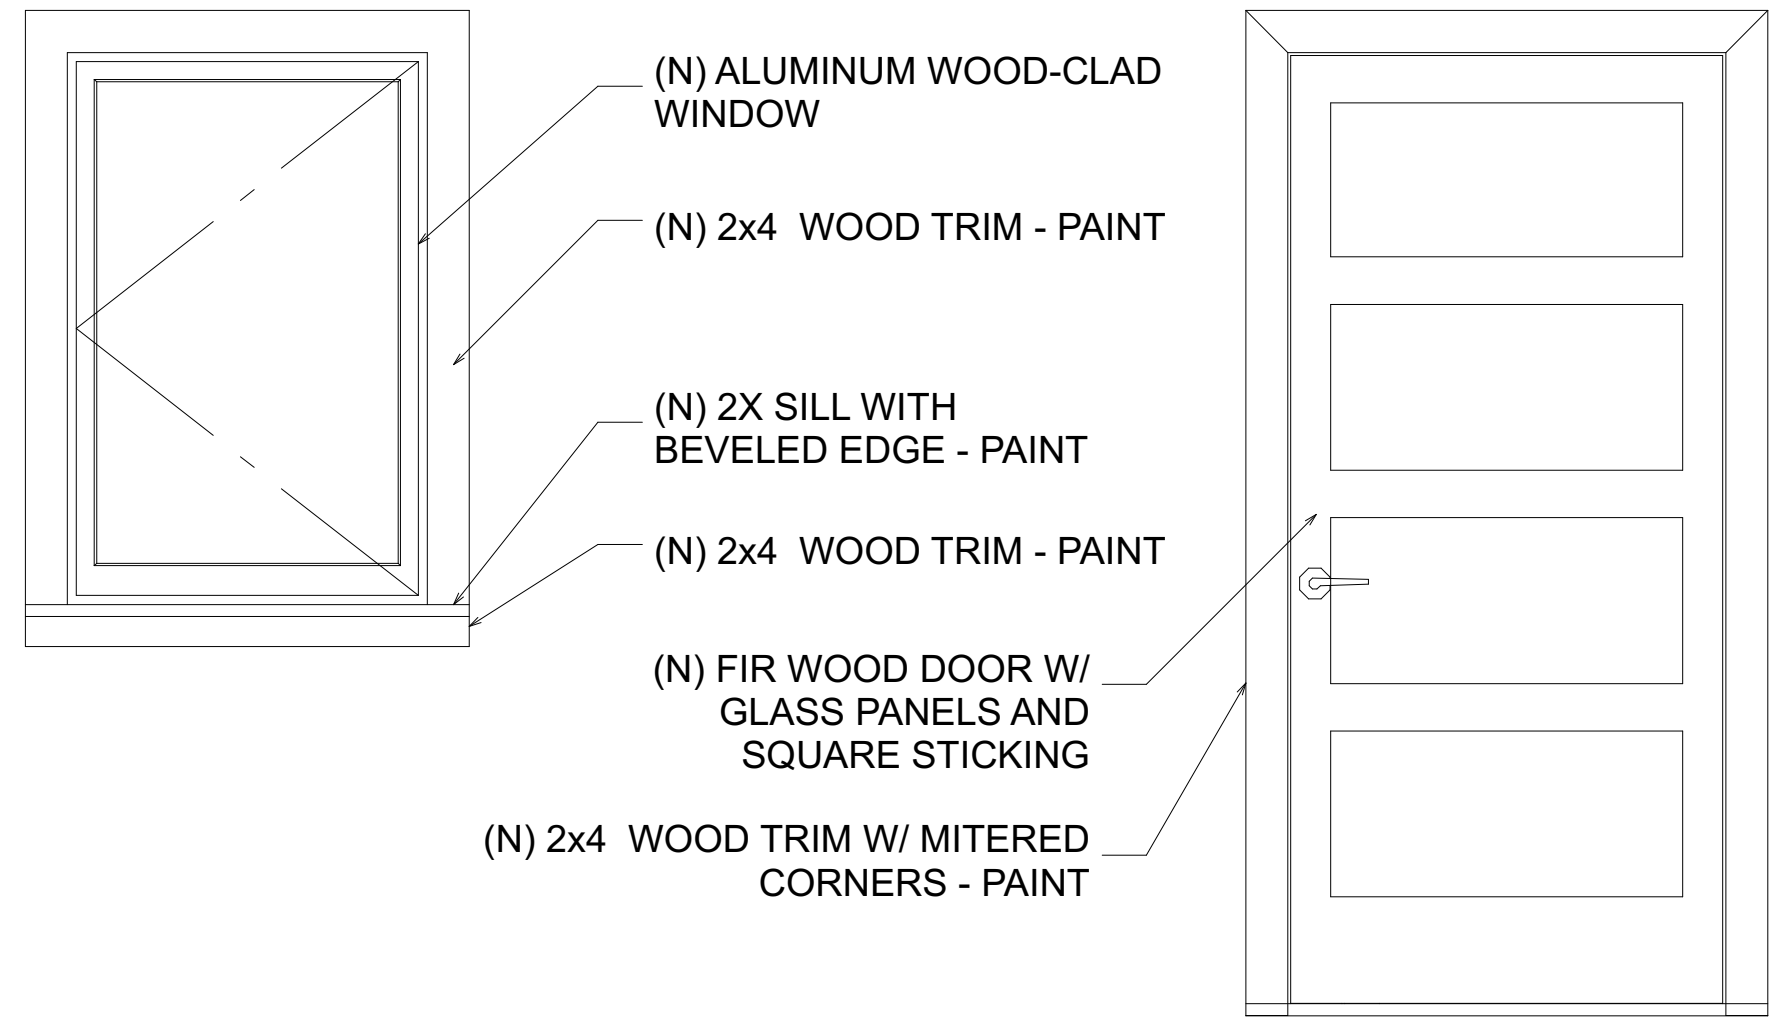 (N) ALUMINUM WOOD-CLAD
WINDOW
(N) 2x4  WOOD TRIM - PAINT
(N) 2X SILL WITH
BEVELED EDGE - PAINT
(N) 2x4  WOOD TRIM - PAINT
(N) FIR WOOD DOOR W/
GLASS PANELS AND
SQUARE STICKING
(N) 2x4  WOOD TRIM W/ MITERED
CORNERS - PAINT